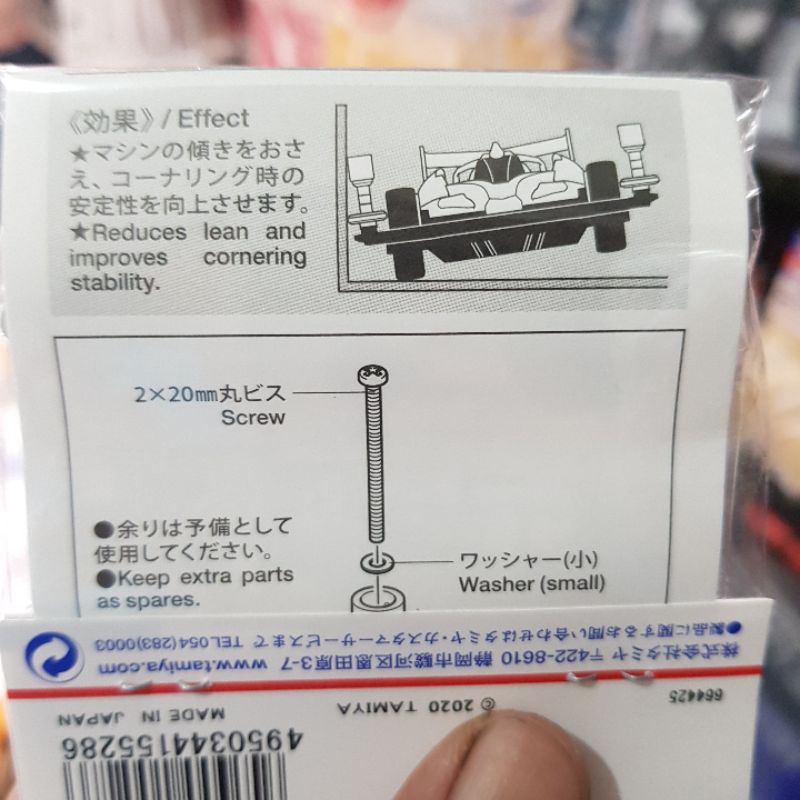 《効果》/ Effect
★マシンの傾きをおさ
え、コーナリング時の
安定性を向上させます。
★Reduces lean and
improves cornering
stability.
2×20mm丸ビス
Screw
●余りは予備として
使用してください。
●Keep extra parts
as spares.
ワッシャー(小)
Washer (small)
●製品に関するお問い合わせはタミヤ・カスタマーサービスまで TEL054(283)0003
株式会社タミヤ 〒422-8610 静岡市駿河区恩田原3-7 www.tamiya.com
664425
© 2020 TAMIYA
MADE IN JAPAN
4950344155286